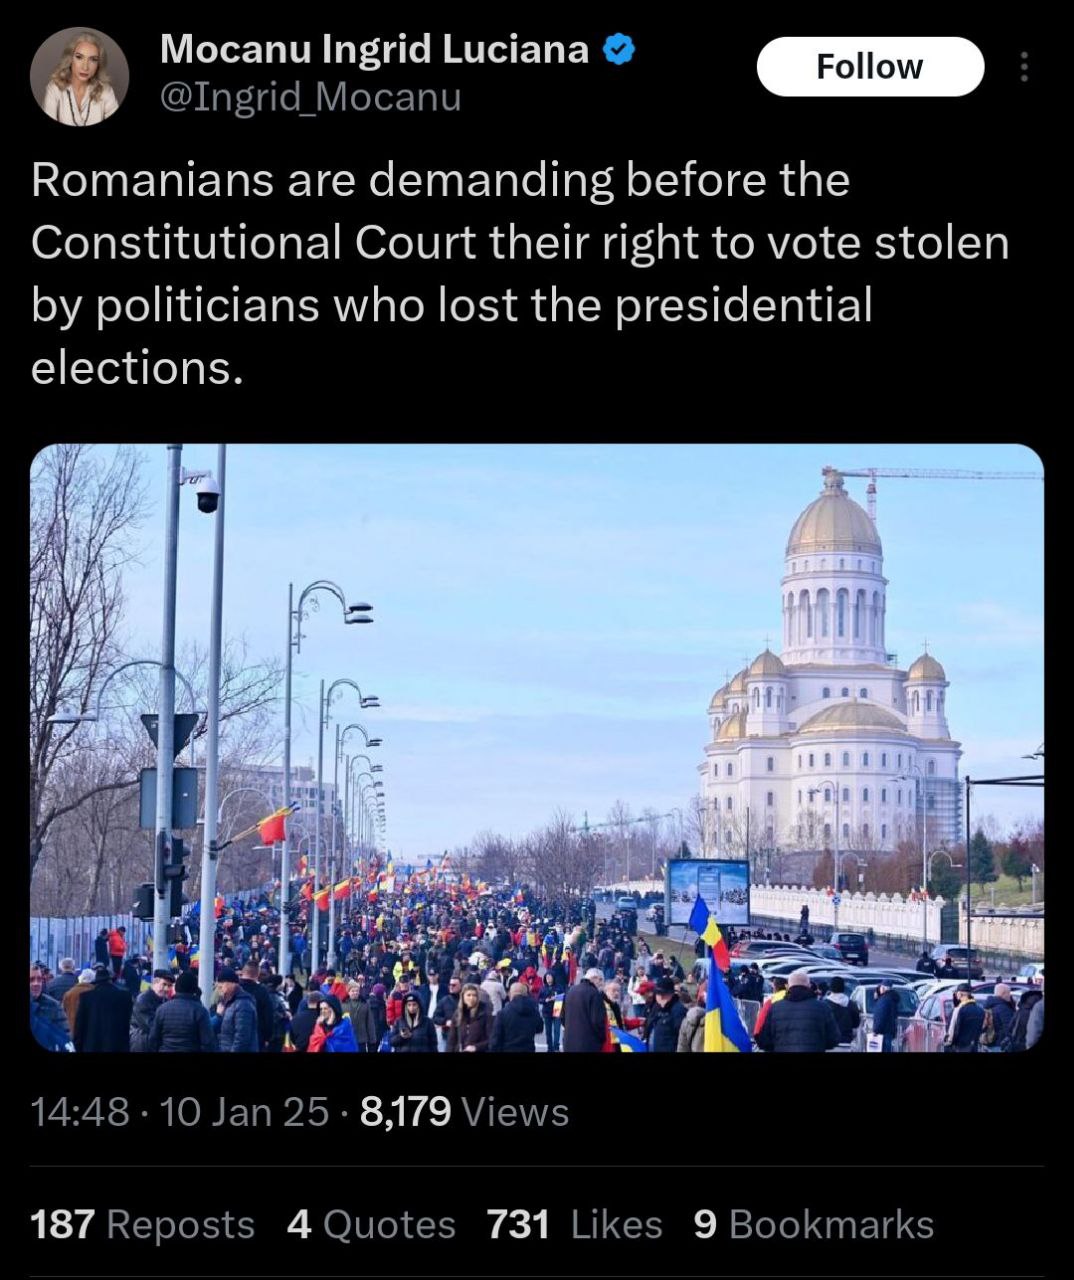 Mocanu Ingrid Luciana
@Ingrid_Mocanu
Follow
Romanians are demanding before the
Constitutional Court their right to vote stolen
by politicians who lost the presidential
elections.
14:48 · 10 Jan 25 · 8,179 Views
187 Reposts 4 Quotes 731 Likes 9 Bookmarks